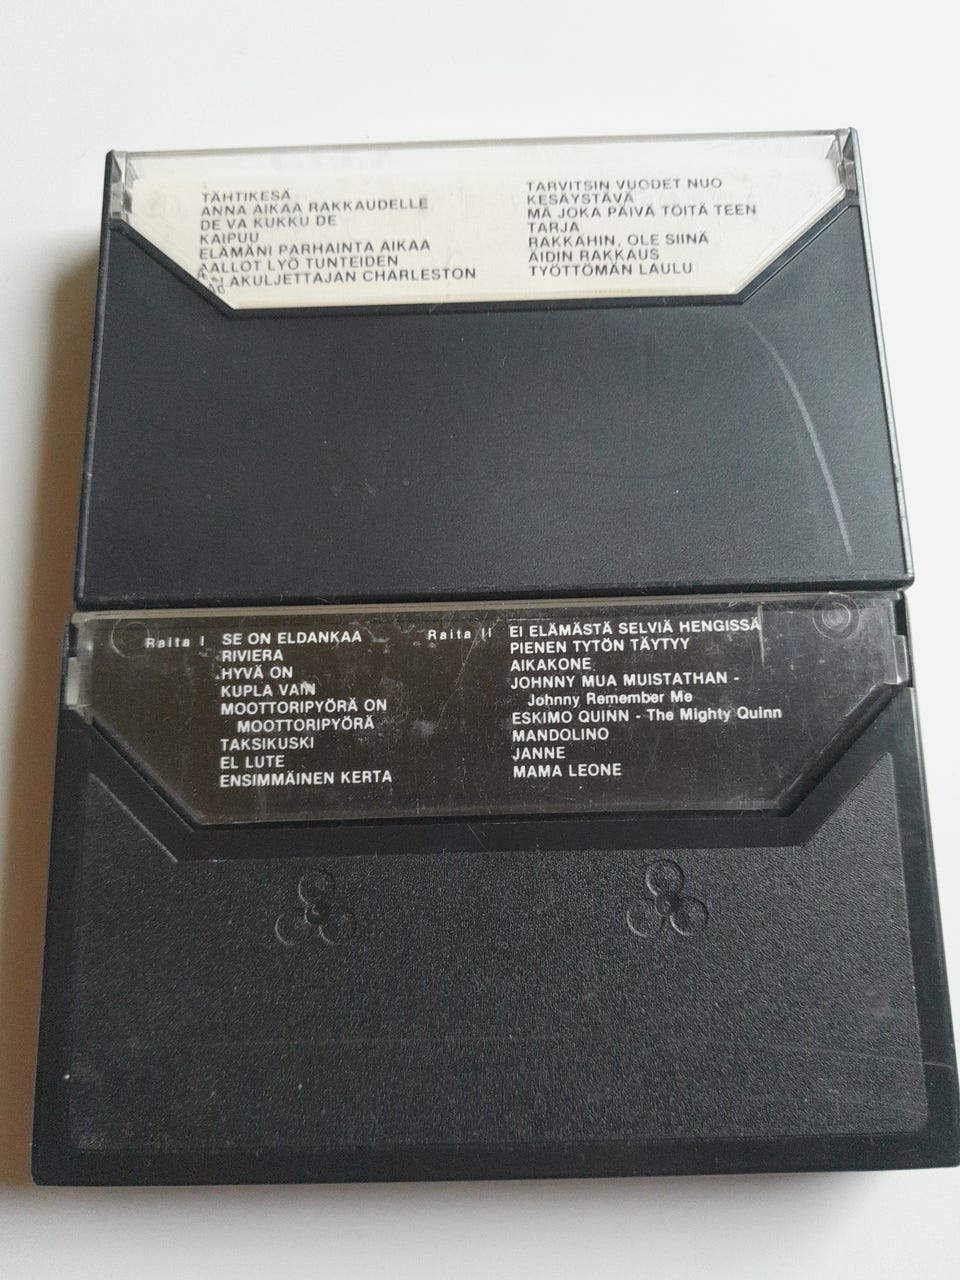 TÄHTIKESÄ
ANNA AIKAA RAKKAUDELLE
DE VA KUKKU DE
KAIPUU
ELÄMÄNI PARHAINTA AIKAA
AALLOT LYÖ TUNTEIDEN
CHARLESTON
TARVITSIN VUODET NUO
KESÄYSTÄVÄ
MÄ JOKA PÄIVÄ TÖITÄ TEEN
TARJA
RAKKAHIN, OLE SIINÄ
ÄIDIN RAKKAUS
TYÖTTÖMÄN LAULU
Raita I SE ON ELDANKAA
RIVIERA
HYVÄ ON
KUPLA VAIN
MOOTTORIPYÖRÄ ON
MOOTTORIPYÖRÄ
TAKSIKUSKI
EL LUTE
ENSIMMÄINEN KERTA
Raita II EI ELÄMÄSTÄ SELVIÄ HENGISSÄ
PIENEN TYTÖN TÄYTYY
AIKAKONE
JOHNNY MUA MUISTATHAN -
Johnny Remember Me
ESKIMO QUINN - The Mighty Quinn
MANDOLINO
JANNE
MAMA LEONE